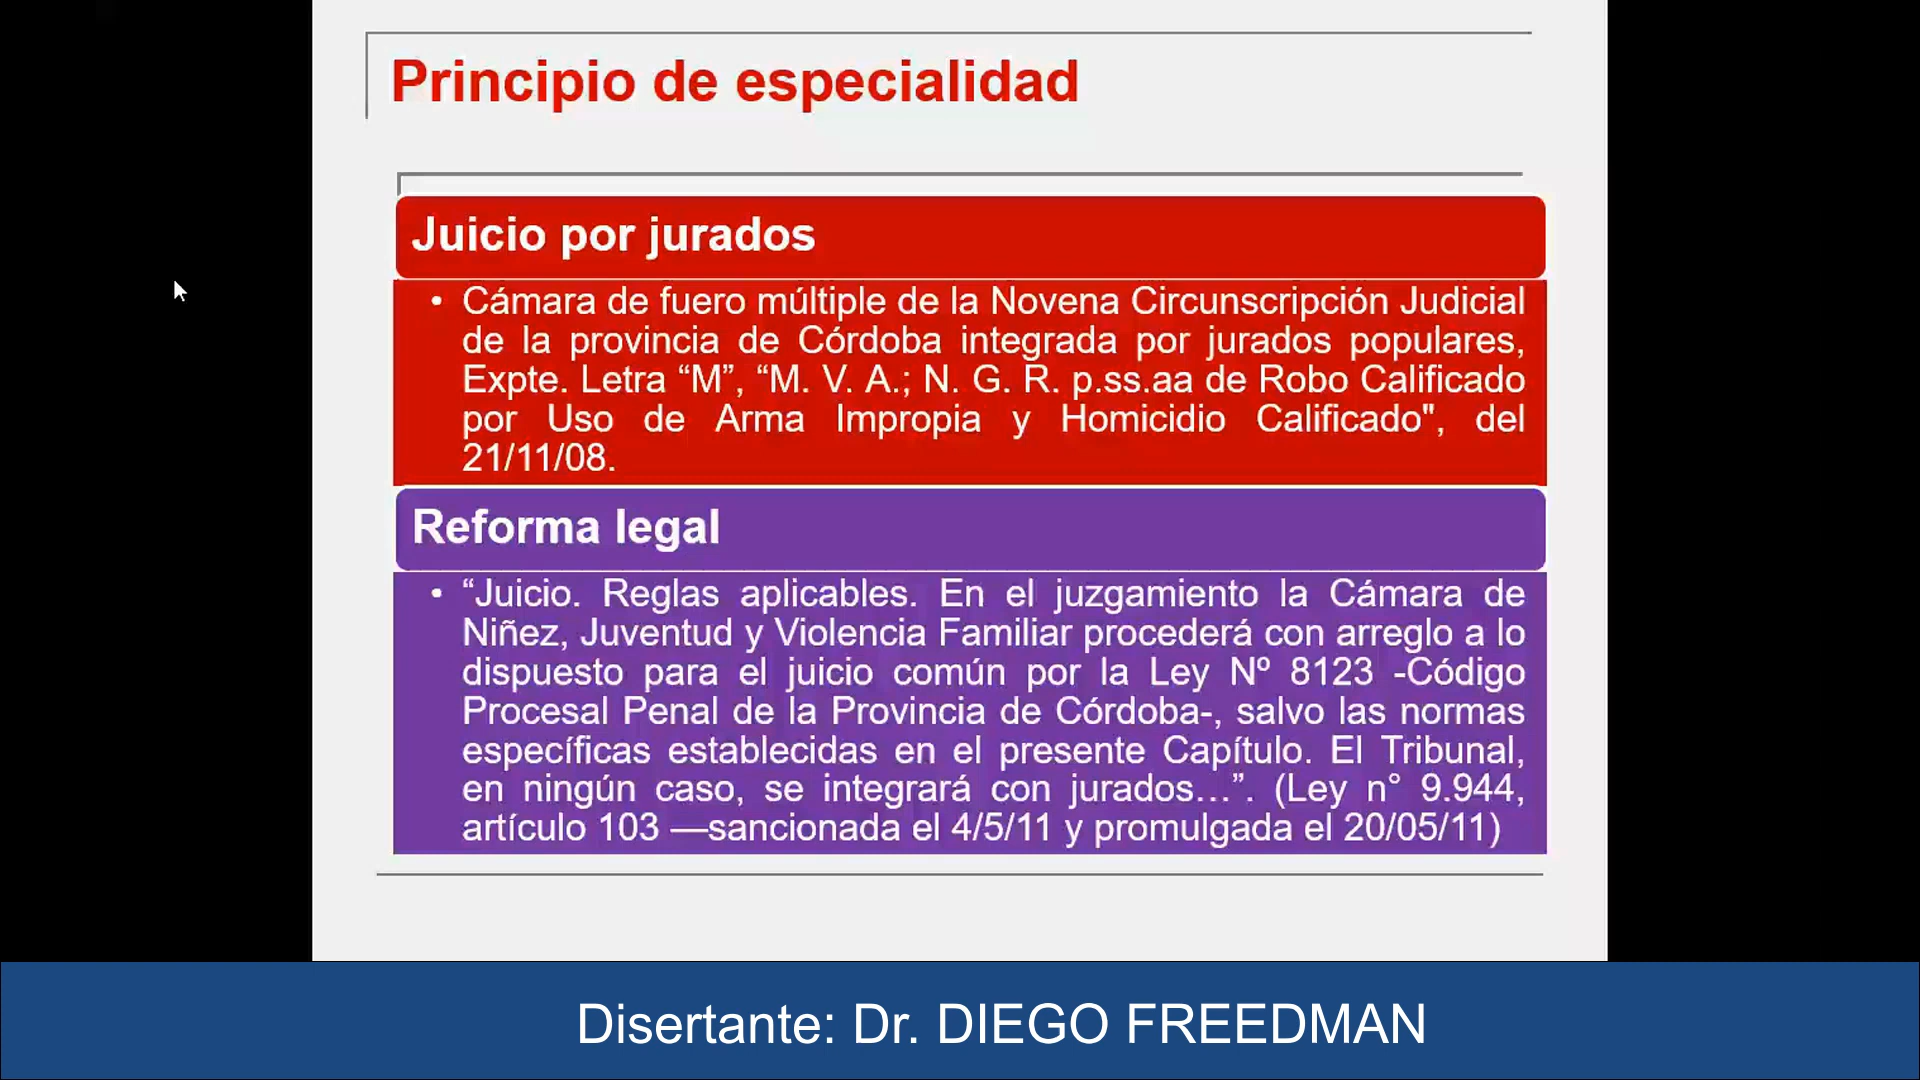 Principio de especialidad
Juicio por jurados
• Cámara de fuero múltiple de la Novena Circunscripción Judicial
de la provincia de Córdoba integrada por jurados populares,
Expte. Letra “M”, “M. V. A.; N. G. R. p.ss.aa de Robo Calificado
por Uso de Arma Impropia y Homicidio Calificado", del
21/11/08.
Reforma legal
• “Juicio. Reglas aplicables. En el juzgamiento la Cámara de
Niñez, Juventud y Violencia Familiar procederá con arreglo a lo
dispuesto para el juicio común por la Ley Nº 8123 -Código
Procesal Penal de la Provincia de Córdoba-, salvo las normas
específicas establecidas en el presente Capítulo. El Tribunal,
en ningún caso, se integrará con jurados…”. (Ley n° 9.944,
artículo 103 —sancionada el 4/5/11 y promulgada el 20/05/11)
Disertante: Dr. DIEGO FREEDMAN